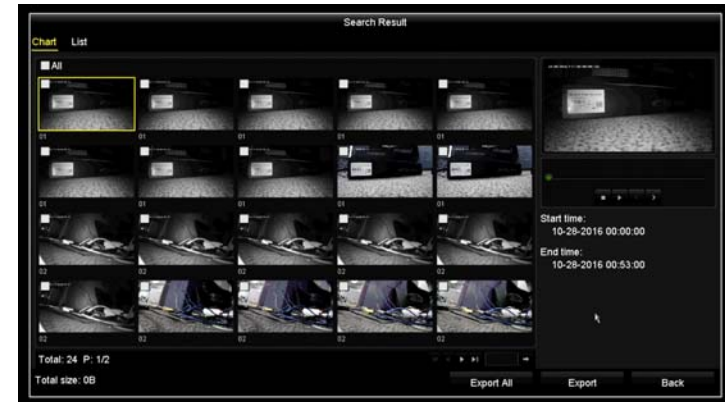 Search Result
Chart List
All
01 01 01 01 01
01 01 01 01 01
02 02 02 02 02
02 02 02 02 02
Start time:
10-28-2016 00:00:00
End time:
10-28-2016 00:53:00
Total: 24 P: 1/2
Total size: 0B
Export All Export Back